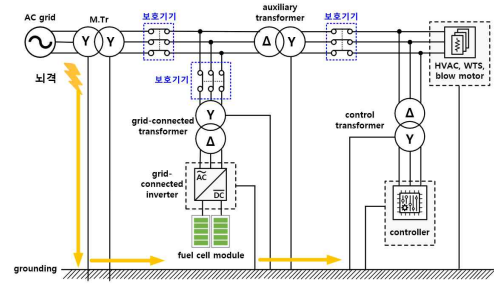 AC grid
M.Tr
보호기기
auxiliary
transformer
보호기기
Y
Y
Δ
Y
뇌격
보호기기
HVAC, WTS,
blow motor
grid-connected
transformer
Y
Δ
control
transformer
Δ
Y
grid-
connected
inverter
AC
DC
controller
fuel cell module
grounding